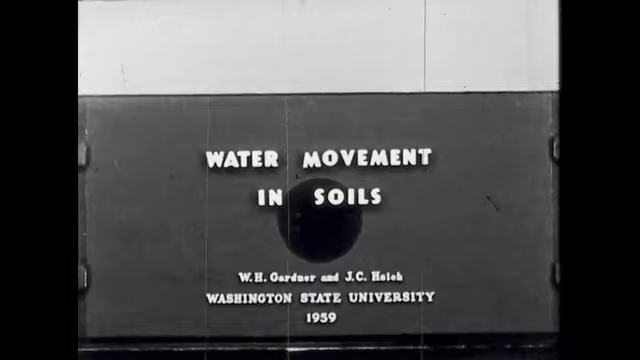 WATER MOVEMENT
IN SOILS
W.H. Gardner and J.C. Hsieh
WASHINGTON STATE UNIVERSITY
1959